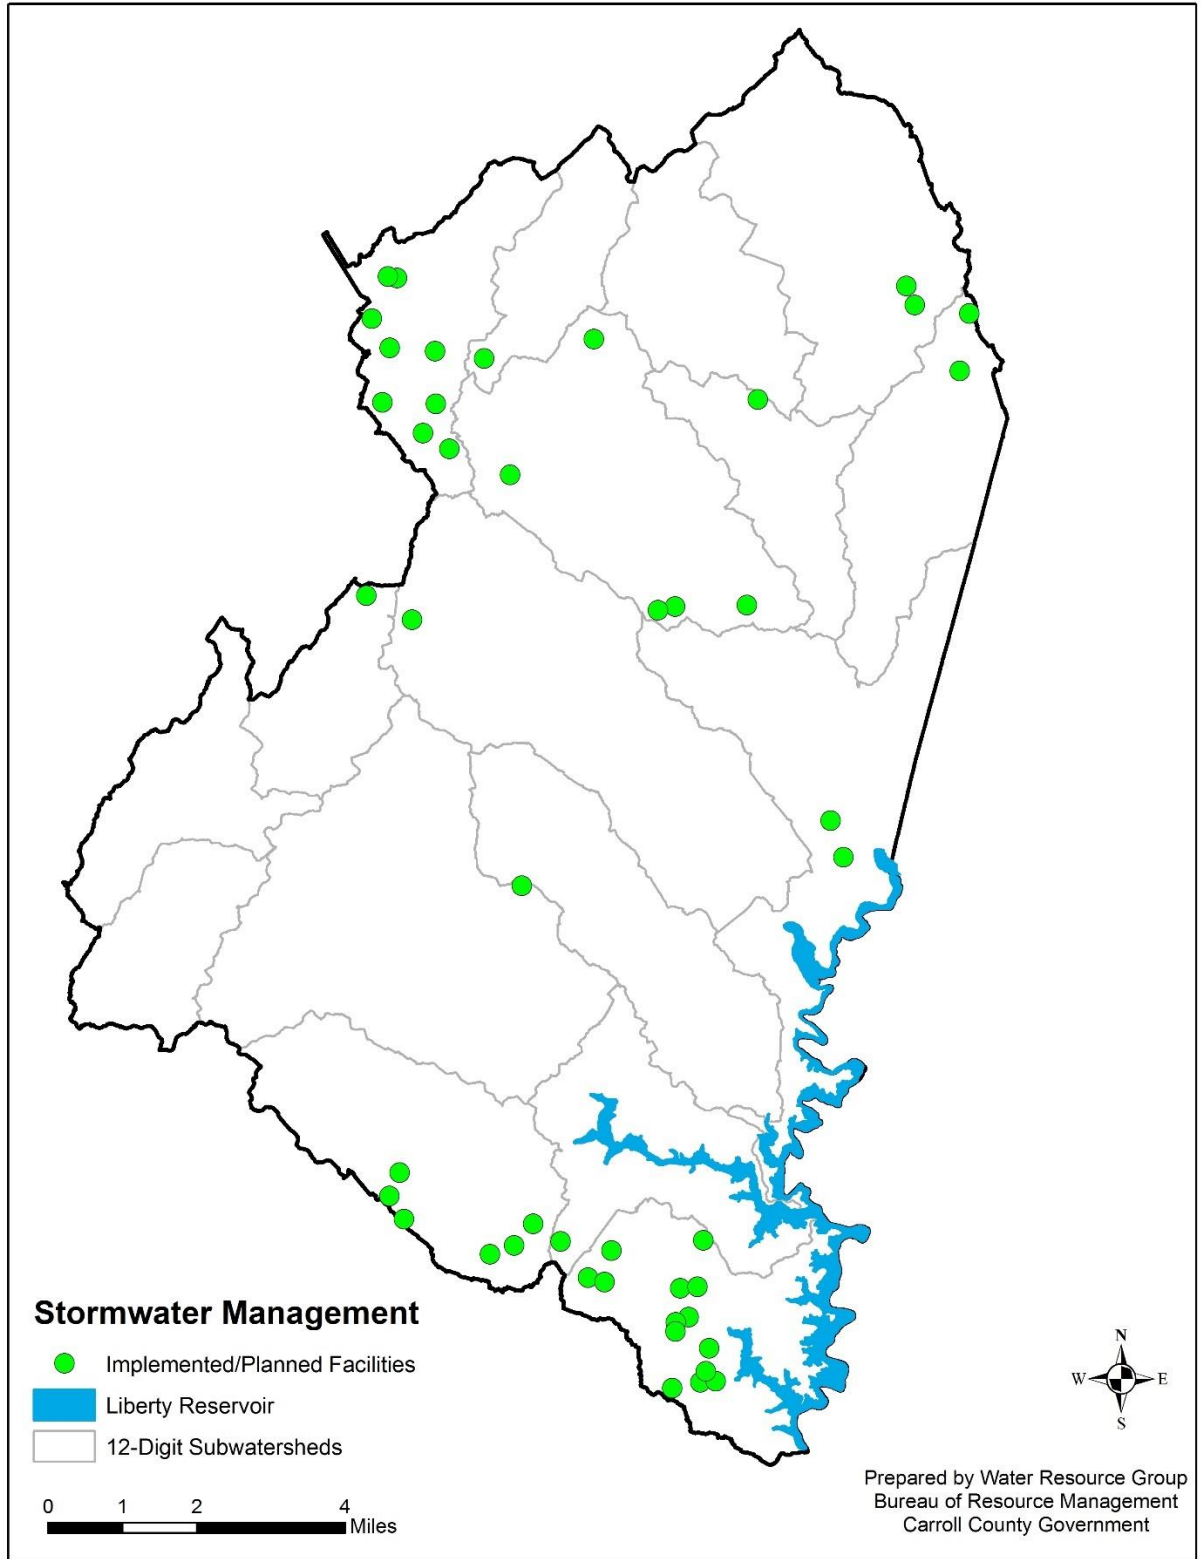 Stormwater Management
Implemented/Planned Facilities
Liberty Reservoir
12-Digit Subwatersheds
0 1 2 4
Miles
N
W E
S
Prepared by Water Resource Group
Bureau of Resource Management
Carroll County Government